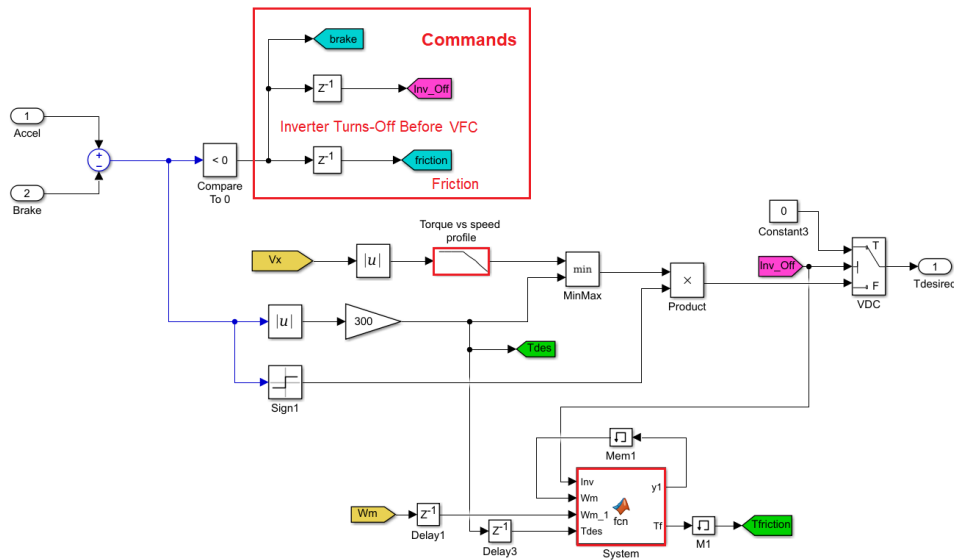 Commands
brake
Z-1
Inv_Off
Inverter Turns-Off Before VFC
Z-1
friction
Friction
1
Accel
+
−
2
Brake
< 0
Compare
To 0
Torque vs speed
profile
Vx
|u|
min
MinMax
×
Product
0
Constant3
Inv_Off
T
F
VDC
1
Tdesired
|u|
300
Tdes
Sign1
Mem1
Wm
Z-1
Delay1
Z-1
Delay3
Inv
Wm
Wm_1
Tdes
fcn
y1
Tf
System
M1
Tfriction